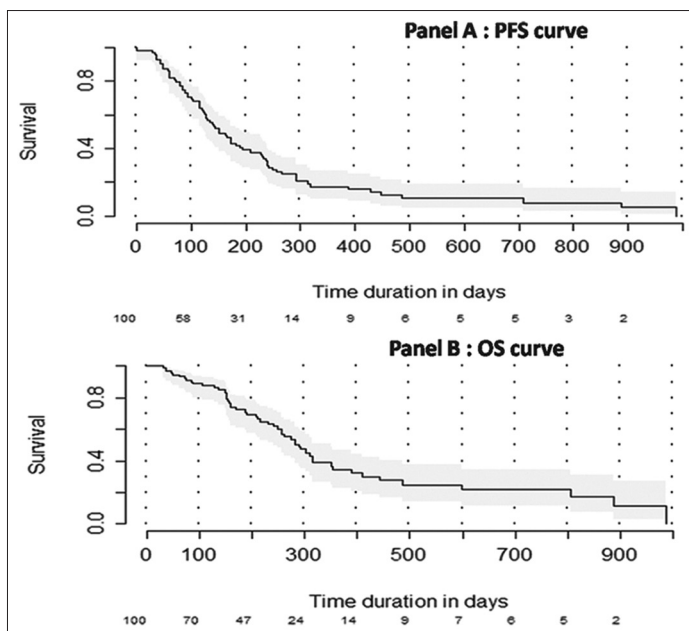 Panel A : PFS curve
0.8
0.4
0.0
Survival
0 100 200 300 400 500 600 700 800 900
Time duration in days
100 58 31 14 9 6 5 5 3 2
Panel B : OS curve
0.8
0.4
0.0
Survival
0 100 300 500 700 900
Time duration in days
100 70 47 24 14 9 7 6 5 2